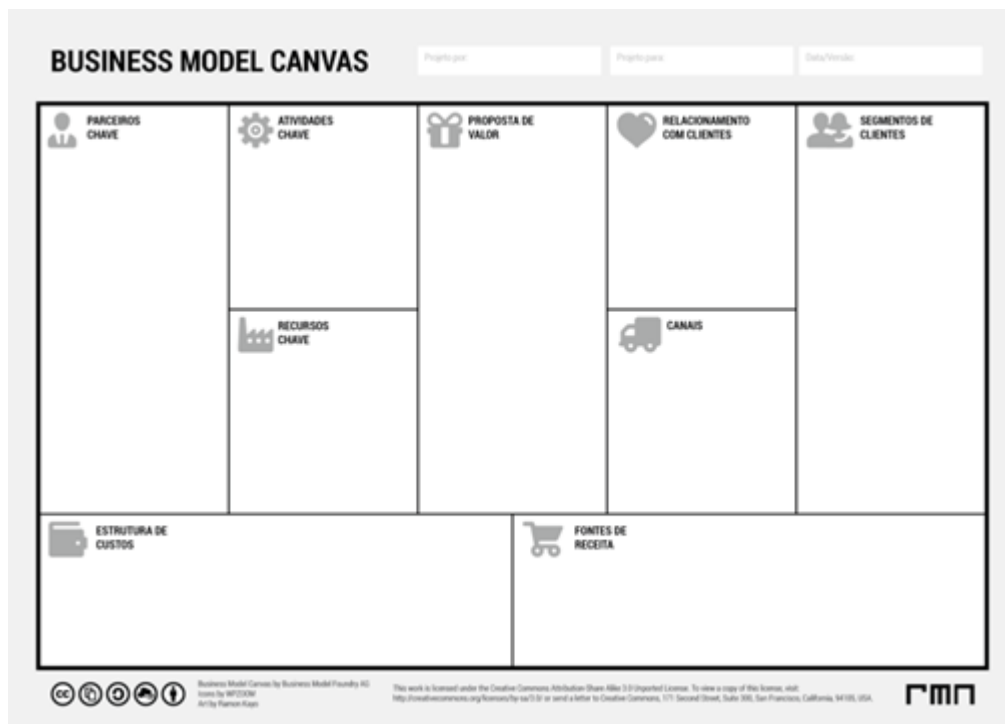 BUSINESS MODEL CANVAS
Projeto por:
Projeto para:
Data/Versão:
PARCEIROS
CHAVE
ATIVIDADES
CHAVE
PROPOSTA DE
VALOR
RELACIONAMENTO
COM CLIENTES
SEGMENTOS DE
CLIENTES
RECURSOS
CHAVE
CANAIS
ESTRUTURA DE
CUSTOS
FONTES DE
RECEITA
cc
Business Model Canvas by Business Model Foundry AG
Icons by WPZOOM
Art by Ramon Kayo
This work is licensed under the Creative Commons Attribution-Share Alike 3.0 Unported License. To view a copy of this license, visit:
http://creativecommons.org/licenses/by-sa/3.0/ or send a letter to Creative Commons, 171 Second Street, Suite 300, San Francisco, California, 94105, USA.